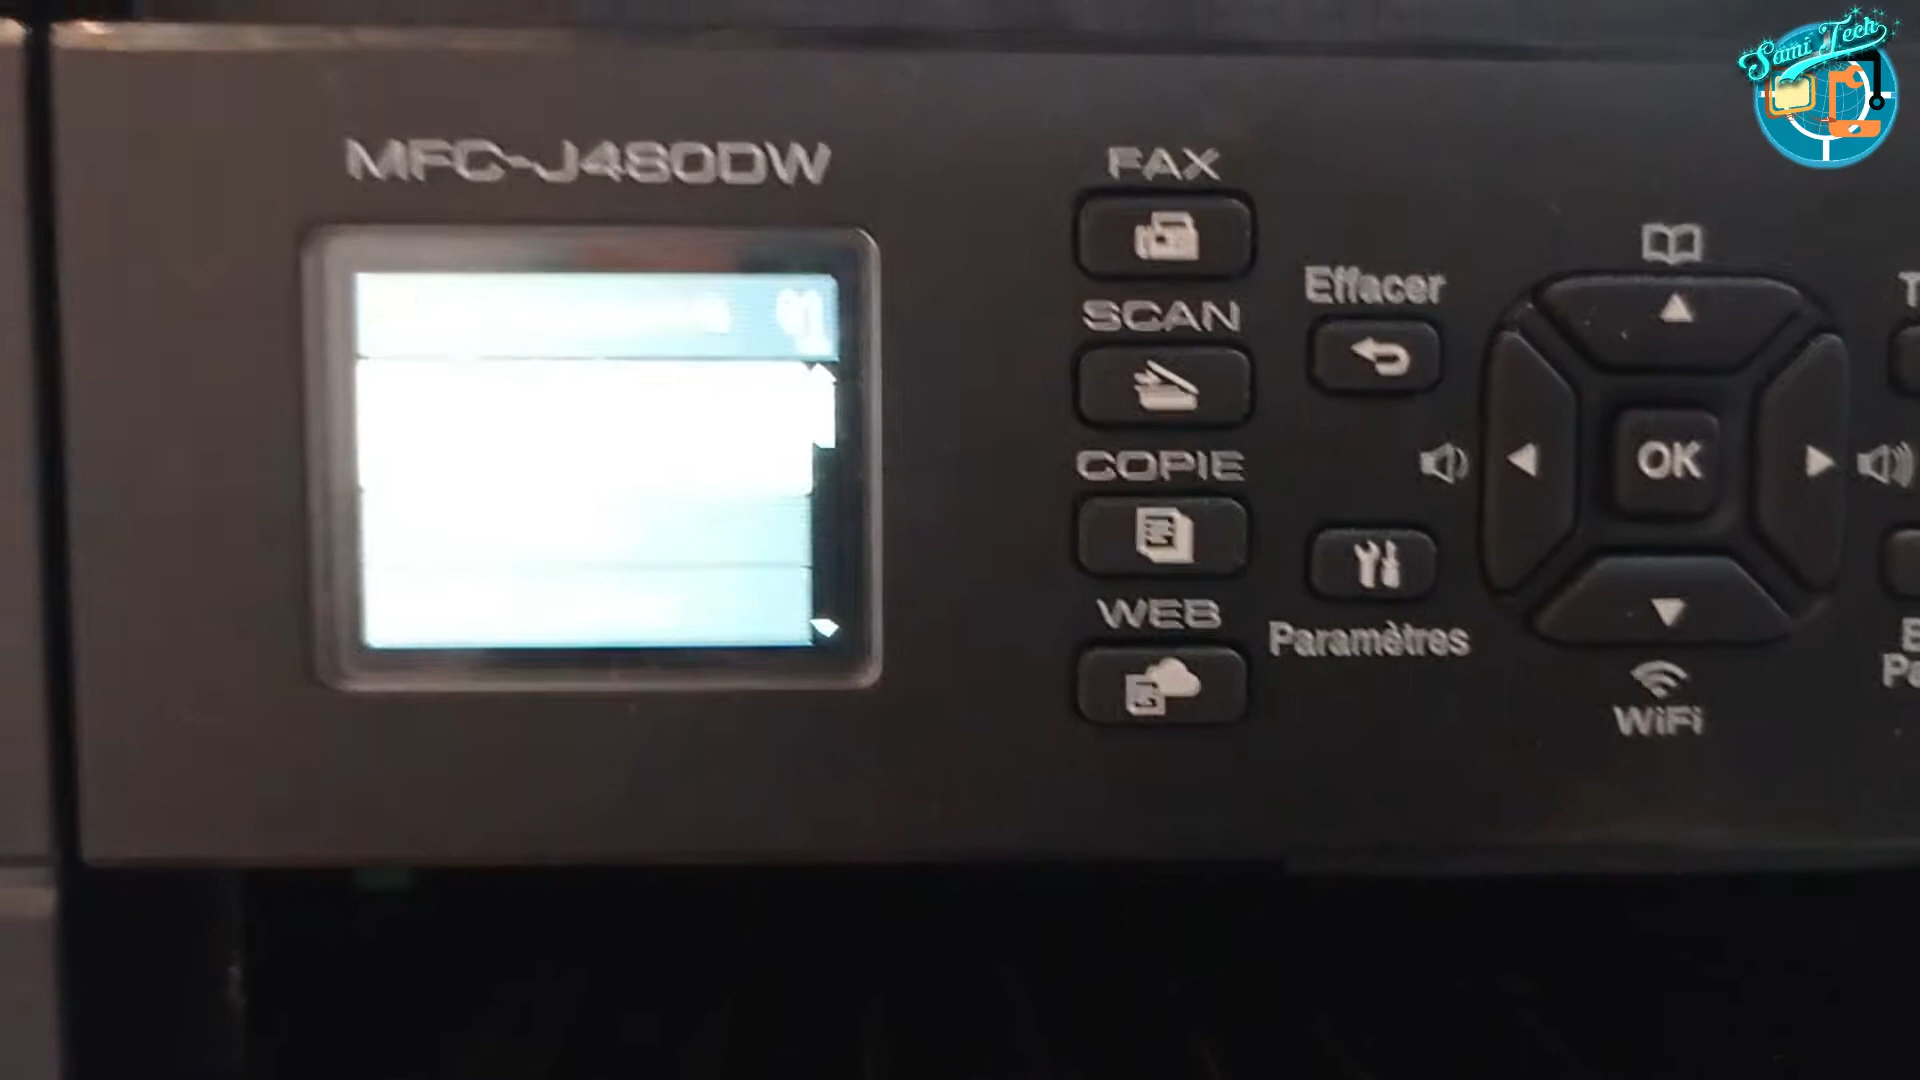 Sami Tech
MFC-J480DW
FAX
SCAN
COPIE
WEB
Effacer
Paramètres
OK
WiFi